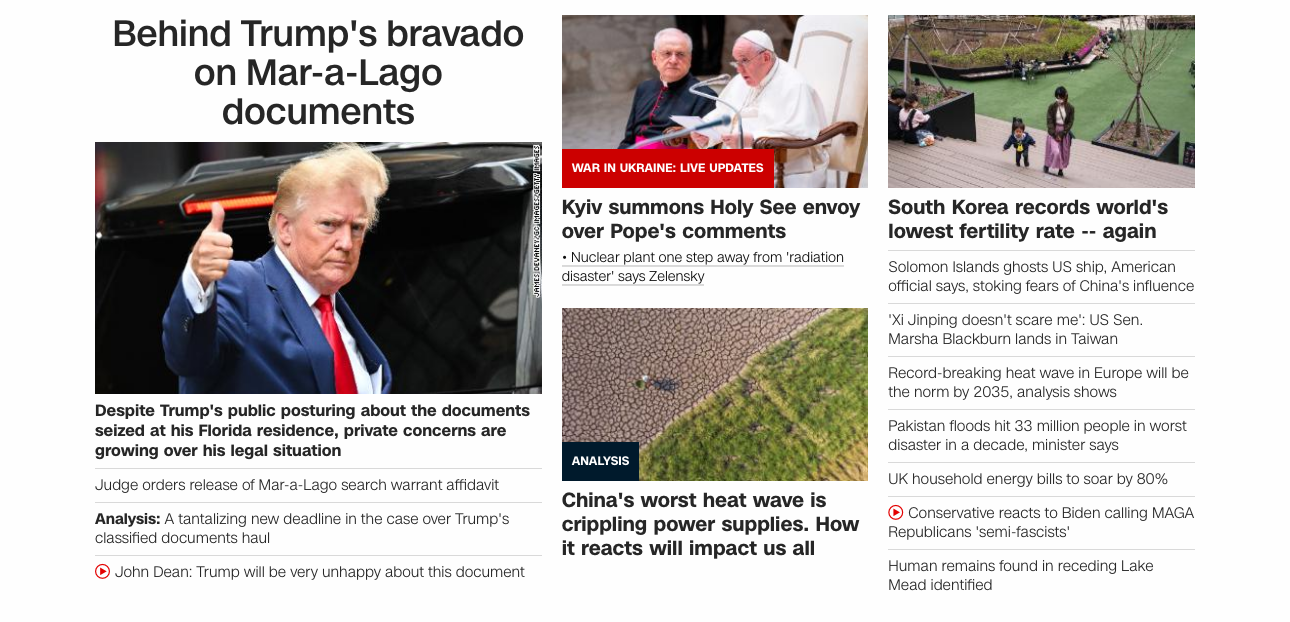 Behind Trump's bravado
on Mar-a-Lago
documents
JAMES DEVANEY/GC IMAGES/GETTY IMAGES
Despite Trump's public posturing about the documents
seized at his Florida residence, private concerns are
growing over his legal situation
Judge orders release of Mar-a-Lago search warrant affidavit
Analysis: A tantalizing new deadline in the case over Trump's
classified documents haul
John Dean: Trump will be very unhappy about this document
WAR IN UKRAINE: LIVE UPDATES
Kyiv summons Holy See envoy
over Pope's comments
• Nuclear plant one step away from 'radiation
disaster' says Zelensky
ANALYSIS
China's worst heat wave is
crippling power supplies. How
it reacts will impact us all
South Korea records world's
lowest fertility rate -- again
Solomon Islands ghosts US ship, American
official says, stoking fears of China's influence
'Xi Jinping doesn't scare me': US Sen.
Marsha Blackburn lands in Taiwan
Record-breaking heat wave in Europe will be
the norm by 2035, analysis shows
Pakistan floods hit 33 million people in worst
disaster in a decade, minister says
UK household energy bills to soar by 80%
Conservative reacts to Biden calling MAGA
Republicans 'semi-fascists'
Human remains found in receding Lake
Mead identified